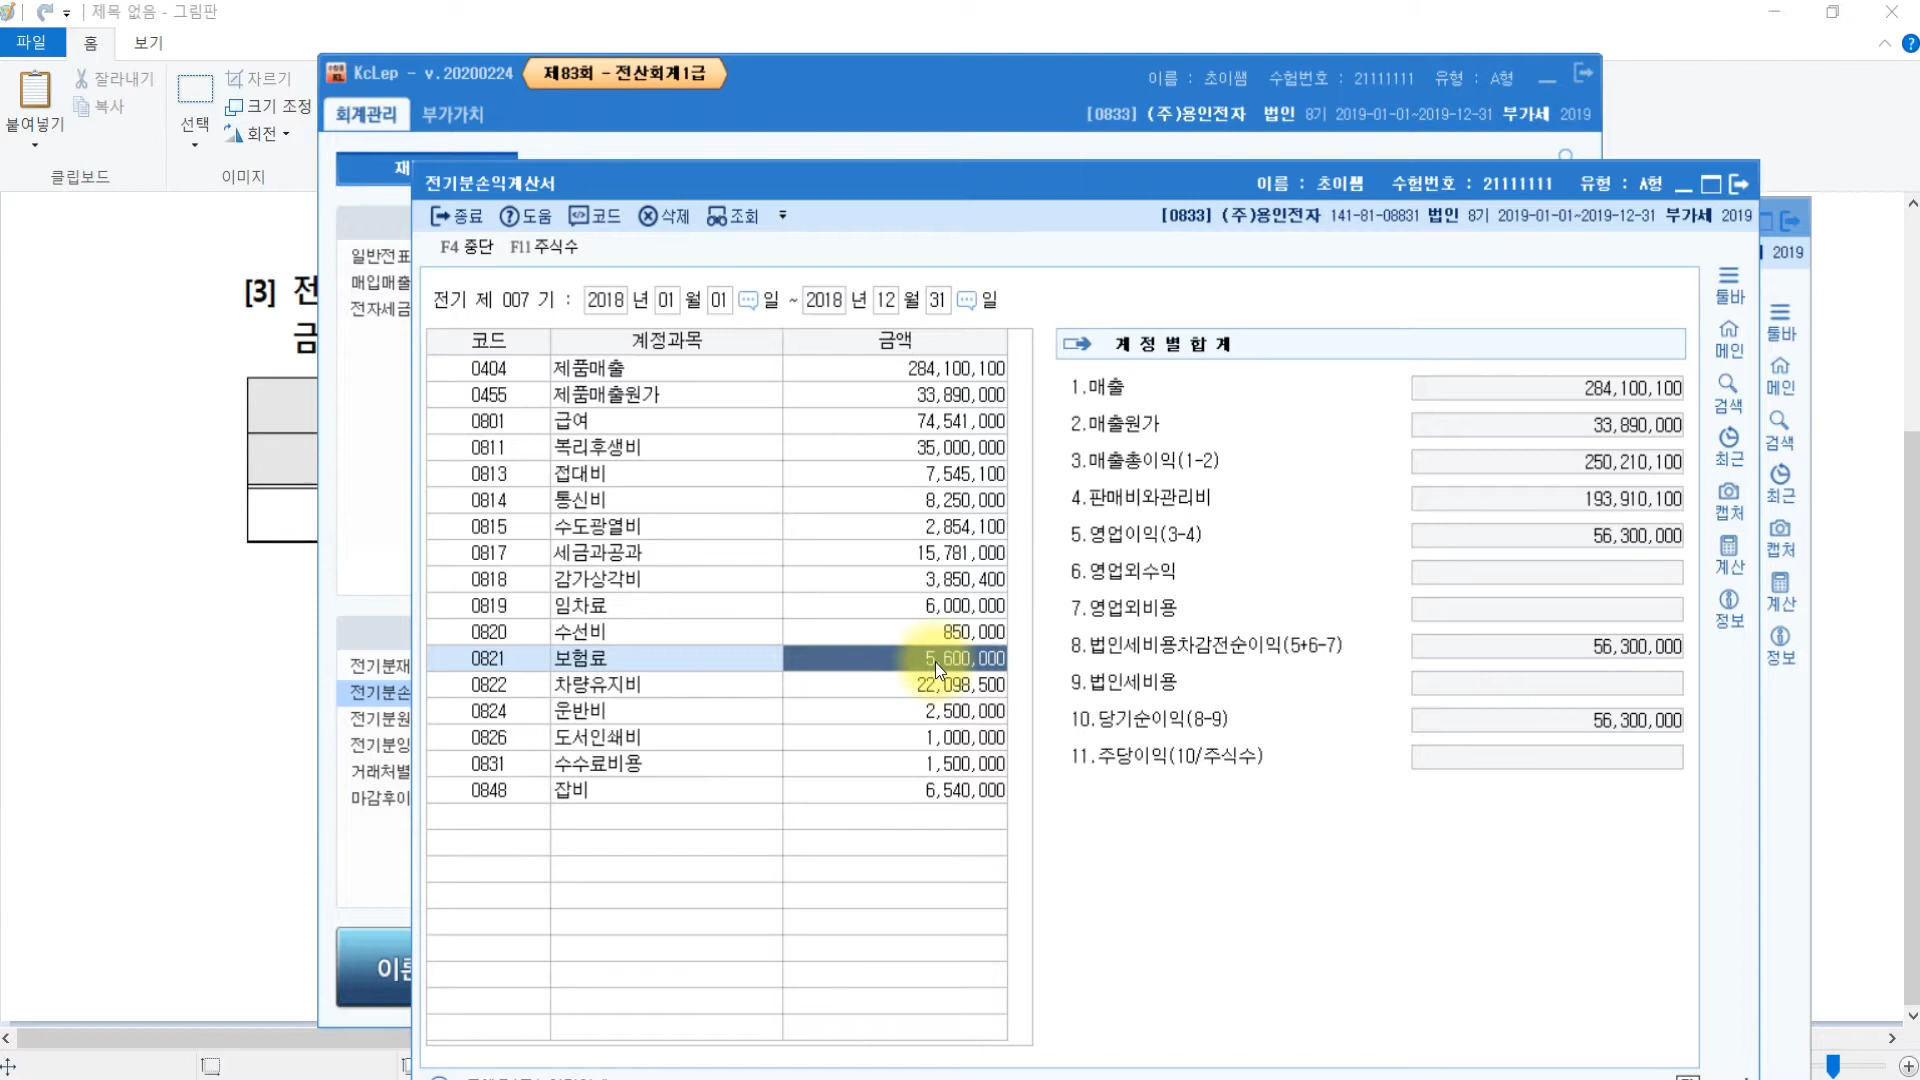 제목 없음 - 그림판
파일 홈 보기
잘라내기
복사
붙여넣기
클립보드
선택
자르기
크기 조정
회전
이미지
[3] 전
금
KcLep - v.20200224 제83회 - 전산회계1급
이름 : 초이쌤 수험번호 : 21111111 유형 : A형
회계관리 부가가치
[0833] (주)용인전자 법인 8기 2019-01-01~2019-12-31 부가세 2019
재
일반전표
매입매출
전자세금
전기분재
전기분손
전기분원
전기분잉
거래처별
마감후이
이론
전기분손익계산서
이름 : 초이쌤 수험번호 : 21111111 유형 : A형
종료 도움 코드 삭제 조회
[0833] (주)용인전자 141-81-08831 법인 8기 2019-01-01~2019-12-31 부가세 2019
F4 중단 F11 주식수
전기 제 007 기 : 2018 년 01 월 01 일 ~ 2018 년 12 월 31 일
코드 계정과목 금액
0404 제품매출 284,100,100
0455 제품매출원가 33,890,000
0801 급여 74,541,000
0811 복리후생비 35,000,000
0813 접대비 7,545,100
0814 통신비 8,250,000
0815 수도광열비 2,854,100
0817 세금과공과 15,781,000
0818 감가상각비 3,850,400
0819 임차료 6,000,000
0820 수선비 850,000
0821 보험료 5,600,000
0822 차량유지비 22,098,500
0824 운반비 2,500,000
0826 도서인쇄비 1,000,000
0831 수수료비용 1,500,000
0848 잡비 6,540,000
계 정 별 합 계
1.매출 284,100,100
2.매출원가 33,890,000
3.매출총이익(1-2) 250,210,100
4.판매비와관리비 193,910,100
5.영업이익(3-4) 56,300,000
6.영업외수익
7.영업외비용
8.법인세비용차감전순이익(5+6-7) 56,300,000
9.법인세비용
10.당기순이익(8-9) 56,300,000
11.주당이익(10/주식수)
툴바
메인
검색
최근
캡처
계산
정보
2019
툴바
메인
검색
최근
캡처
계산
정보